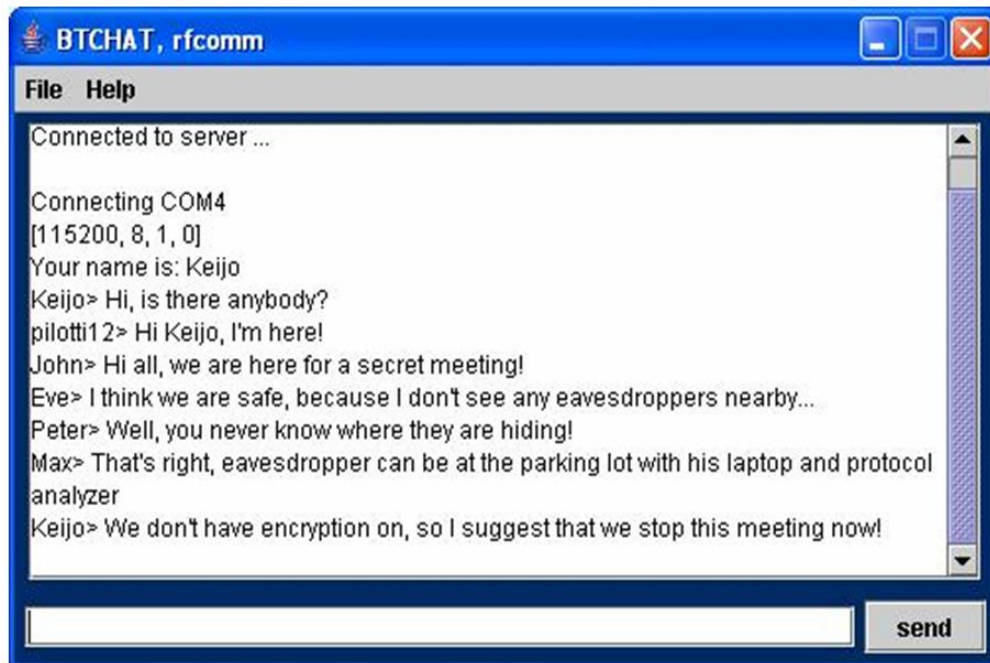 BTCHAT, rfcomm
File Help
Connected to server ...
Connecting COM4
[115200, 8, 1, 0]
Your name is: Keijo
Keijo> Hi, is there anybody?
pilotti12> Hi Keijo, I'm here!
John> Hi all, we are here for a secret meeting!
Eve> I think we are safe, because I don't see any eavesdroppers nearby...
Peter> Well, you never know where they are hiding!
Max> That's right, eavesdropper can be at the parking lot with his laptop and protocol
analyzer
Keijo> We don't have encryption on, so I suggest that we stop this meeting now!
send